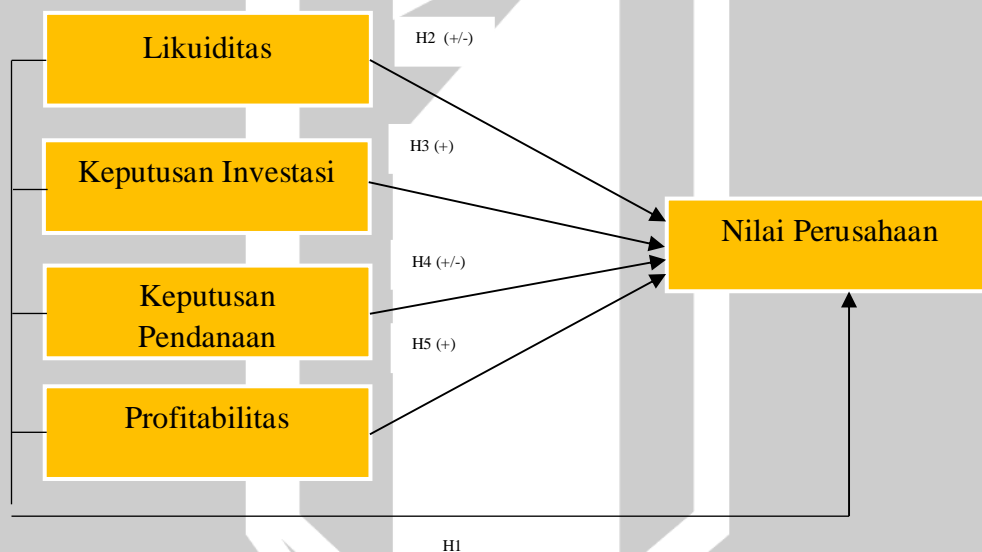 Likuiditas
H2 (+/-)
Keputusan Investasi
H3 (+)
Nilai Perusahaan
Keputusan
Pendanaan
H4 (+/-)
Profitabilitas
H5 (+)
H1